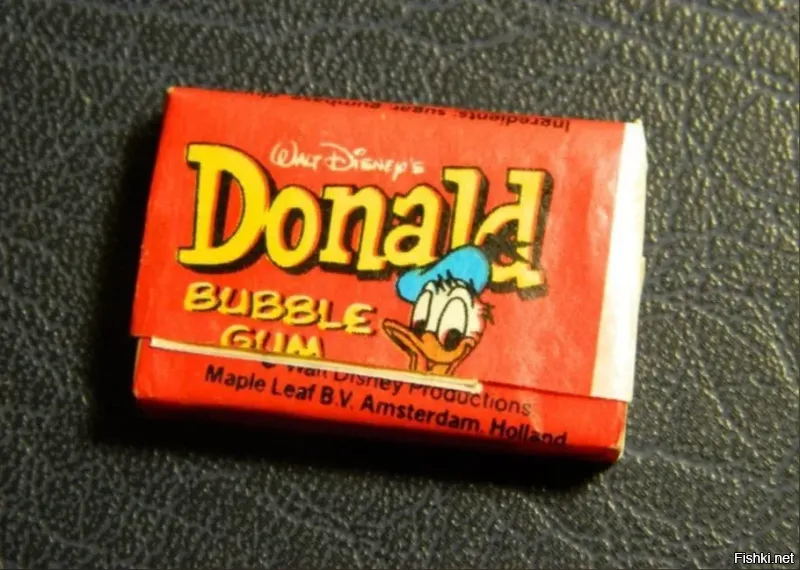 Ingredients: sugar, gumbase,
WALT DISNEY'S
Donald
BUBBLE
GUM
© Walt Disney Productions
Maple Leaf B.V. Amsterdam. Holland
Fishki.net